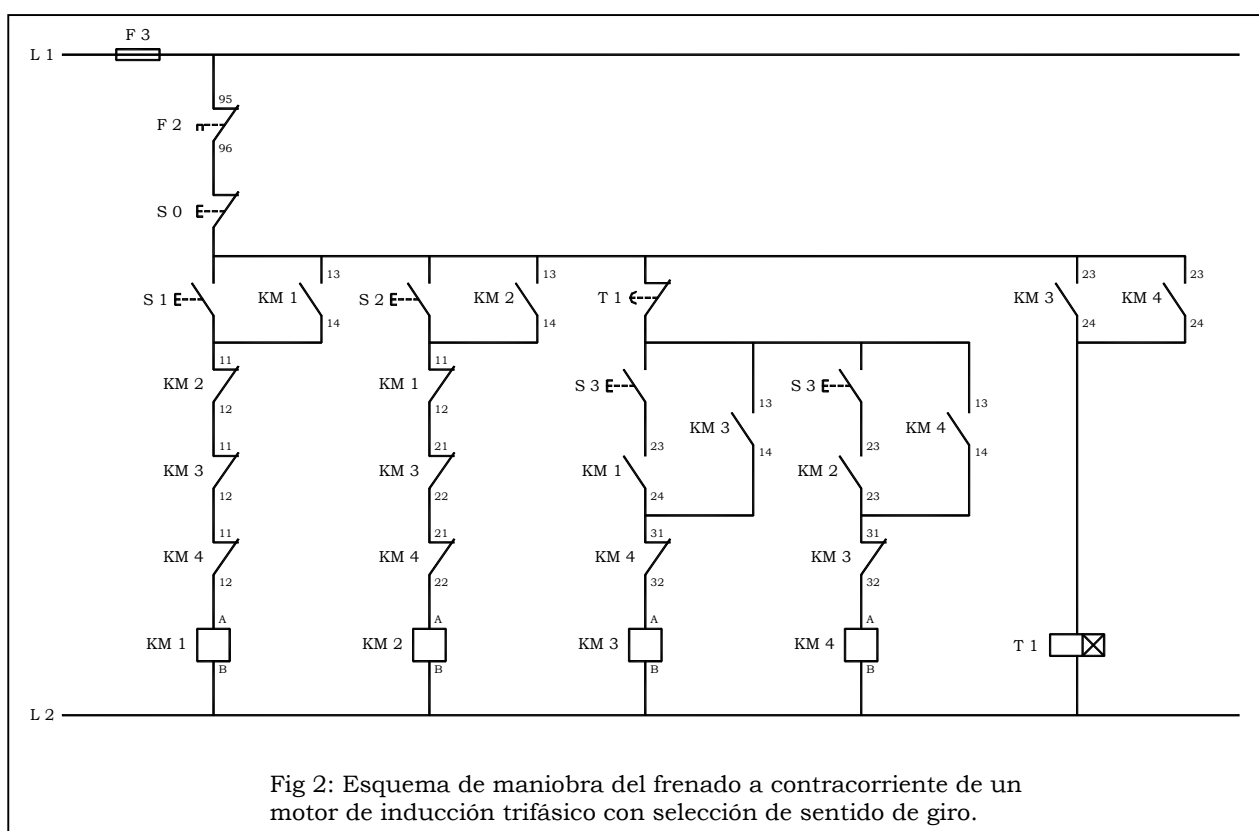 F 3
L 1
95
F 2
96
S 0
13
13
23
23
S 1
KM 1
S 2
KM 2
T 1
KM 3
KM 4
14
14
24
24
11
11
KM 2
KM 1
S 3
S 3
12
12
13
13
KM 3
KM 4
11
21
23
23
14
14
KM 3
KM 3
KM 1
KM 2
12
22
24
23
11
21
31
31
KM 4
KM 4
KM 4
KM 3
12
22
32
32
A
A
A
A
KM 1
KM 2
KM 3
KM 4
T 1
B
B
B
B
L 2
Fig 2: Esquema de maniobra del frenado a contracorriente de un
motor de inducción trifásico con selección de sentido de giro.